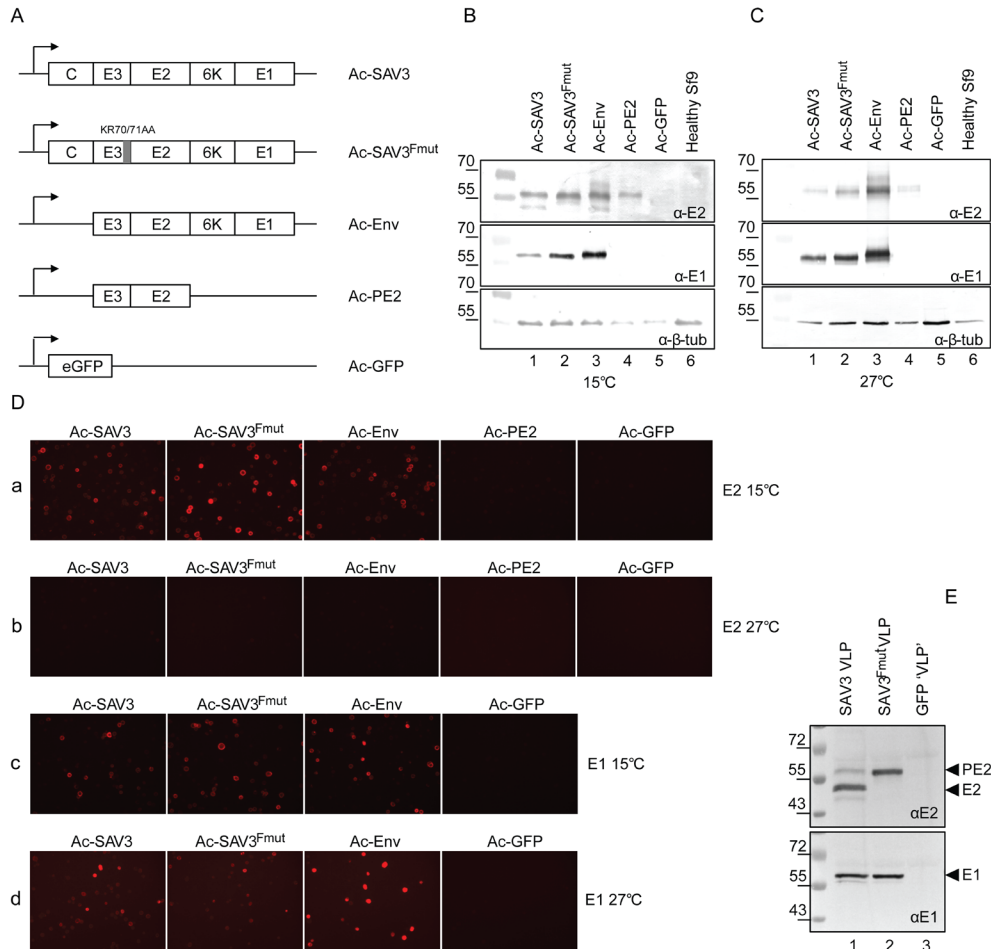 A
C E3 E2 6K E1 Ac-SAV3
KR70/71AA
C E3 E2 6K E1 Ac-SAV3Fmut
E3 E2 6K E1 Ac-Env
E3 E2 Ac-PE2
eGFP Ac-GFP
B
Ac-SAV3 Ac-SAV3Fmut Ac-Env Ac-PE2 Ac-GFP Healthy Sf9
70
55
α-E2
70
55
α-E1
70
55
α-β-tub
1 2 3 4 5 6
15℃
C
Ac-SAV3 Ac-SAV3Fmut Ac-Env Ac-PE2 Ac-GFP Healthy Sf9
70
55
α-E2
70
55
α-E1
70
55
α-β-tub
1 2 3 4 5 6
27℃
D
Ac-SAV3 Ac-SAV3Fmut Ac-Env Ac-PE2 Ac-GFP
a E2 15℃
Ac-SAV3 Ac-SAV3Fmut Ac-Env Ac-PE2 Ac-GFP
b E2 27℃
Ac-SAV3 Ac-SAV3Fmut Ac-Env Ac-GFP
c E1 15℃
Ac-SAV3 Ac-SAV3Fmut Ac-Env Ac-GFP
d E1 27℃
E
SAV3 VLP SAV3Fmut VLP GFP 'VLP'
72
55 PE2
E2
43
αE2
72
55 E1
43
αE1
1 2 3